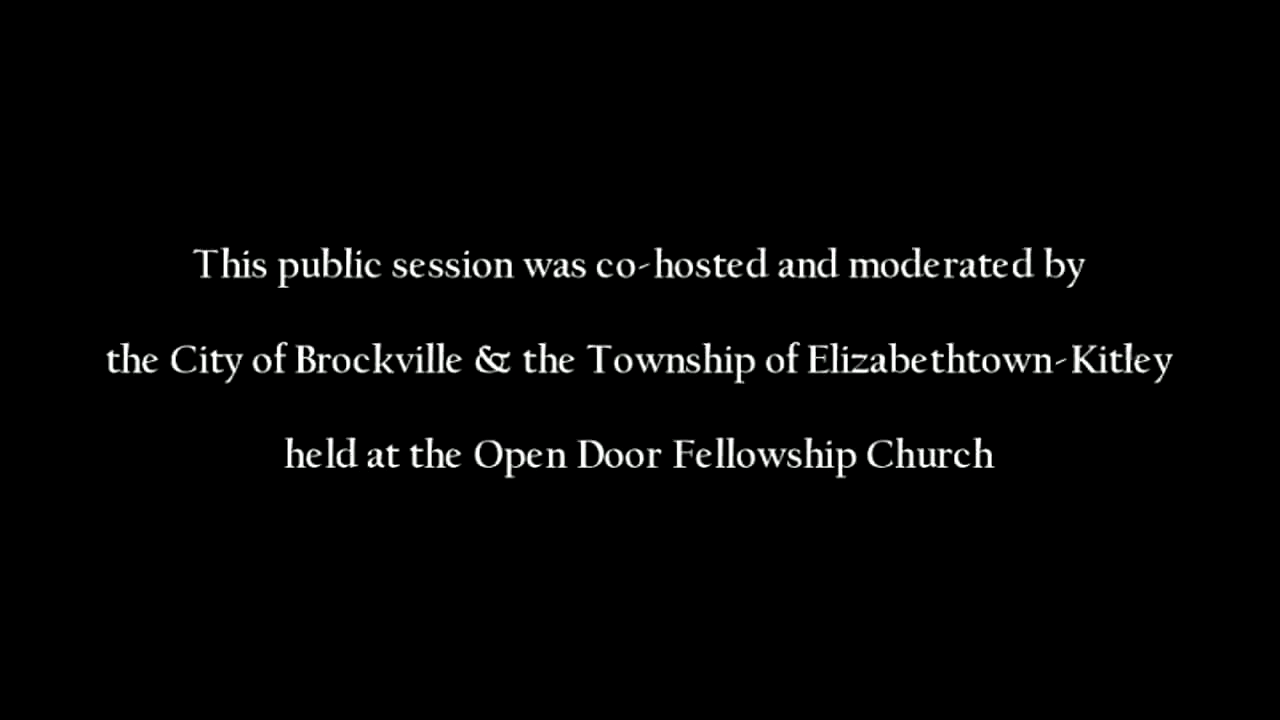 This public session was co-hosted and moderated by
the City of Brockville & the Township of Elizabethtown-Kitley
held at the Open Door Fellowship Church